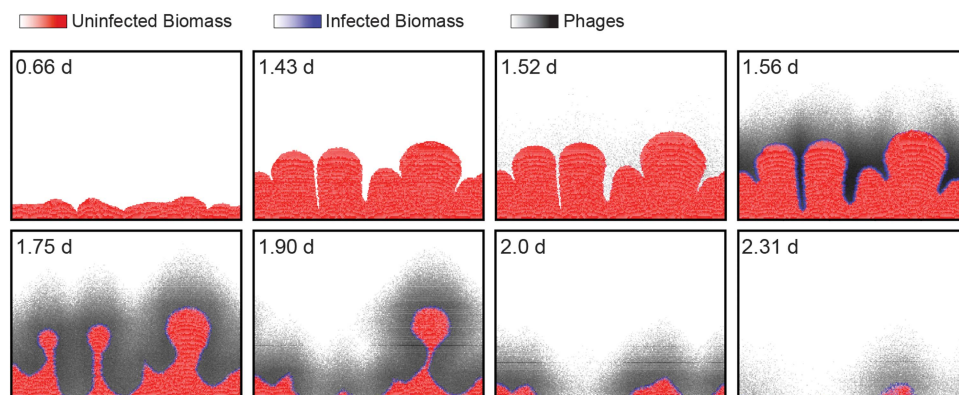 Uninfected Biomass
Infected Biomass
Phages
0.66 d
1.43 d
1.52 d
1.56 d
1.75 d
1.90 d
2.0 d
2.31 d